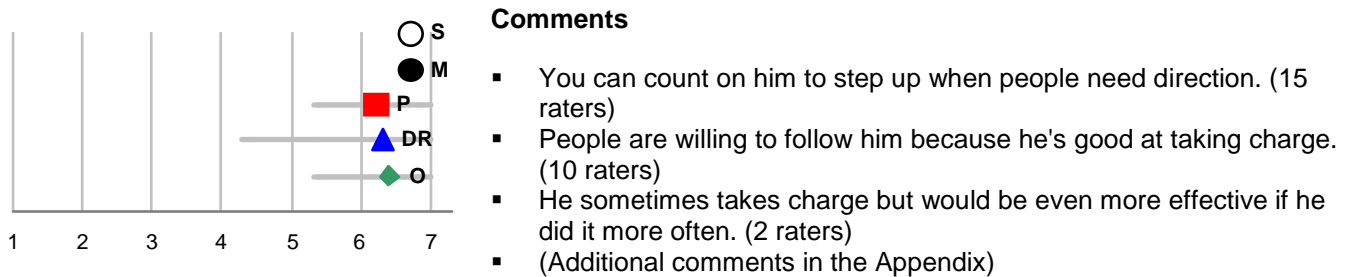 S
M
P
DR
O
1 2 3 4 5 6 7
Comments
▪ You can count on him to step up when people need direction. (15
raters)
▪ People are willing to follow him because he's good at taking charge.
(10 raters)
▪ He sometimes takes charge but would be even more effective if he
did it more often. (2 raters)
▪ (Additional comments in the Appendix)